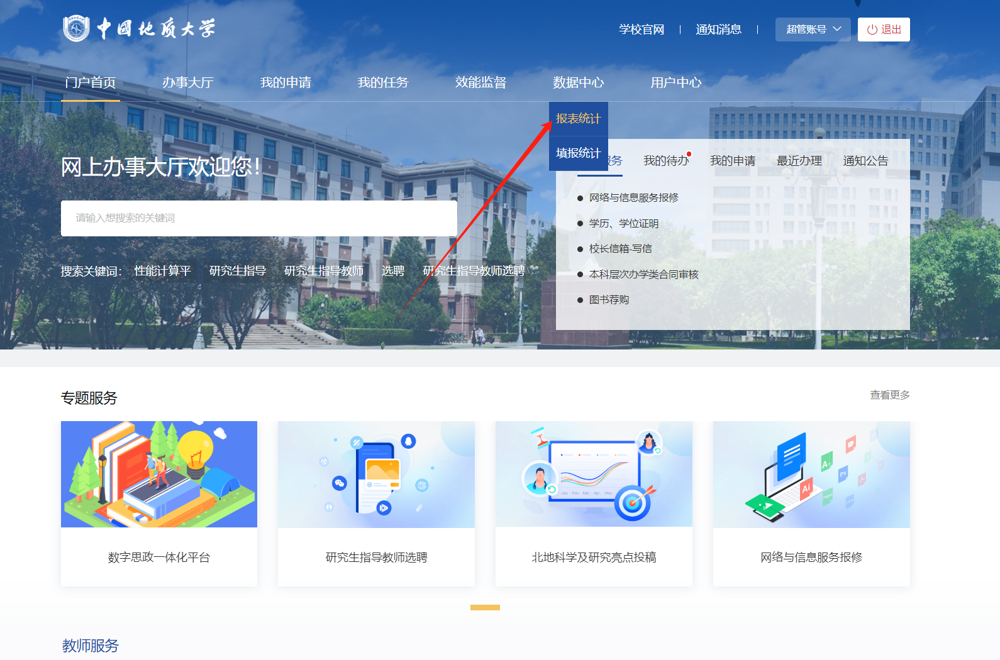 中国地质大学
学校官网
通知消息
超管账号
退出
门户首页
办事大厅
我的申请
我的任务
效能监督
数据中心
用户中心
报表统计
填报统计
网上办事大厅欢迎您！
请输入想搜索的关键词
搜索关键词：
性能计算平
研究生指导
研究生指导教师
选聘
研究生指导教师选聘
务
我的待办
我的申请
最近办理
通知公告
网络与信息服务报修
学历、学位证明
校长信箱-写信
本科层次办学类合同审核
图书荐购
专题服务
查看更多
Jan. Feb. Mar. Apr. May.
Ai
PS
数字思政一体化平台
研究生指导教师选聘
北地科学及研究亮点投稿
网络与信息服务报修
教师服务